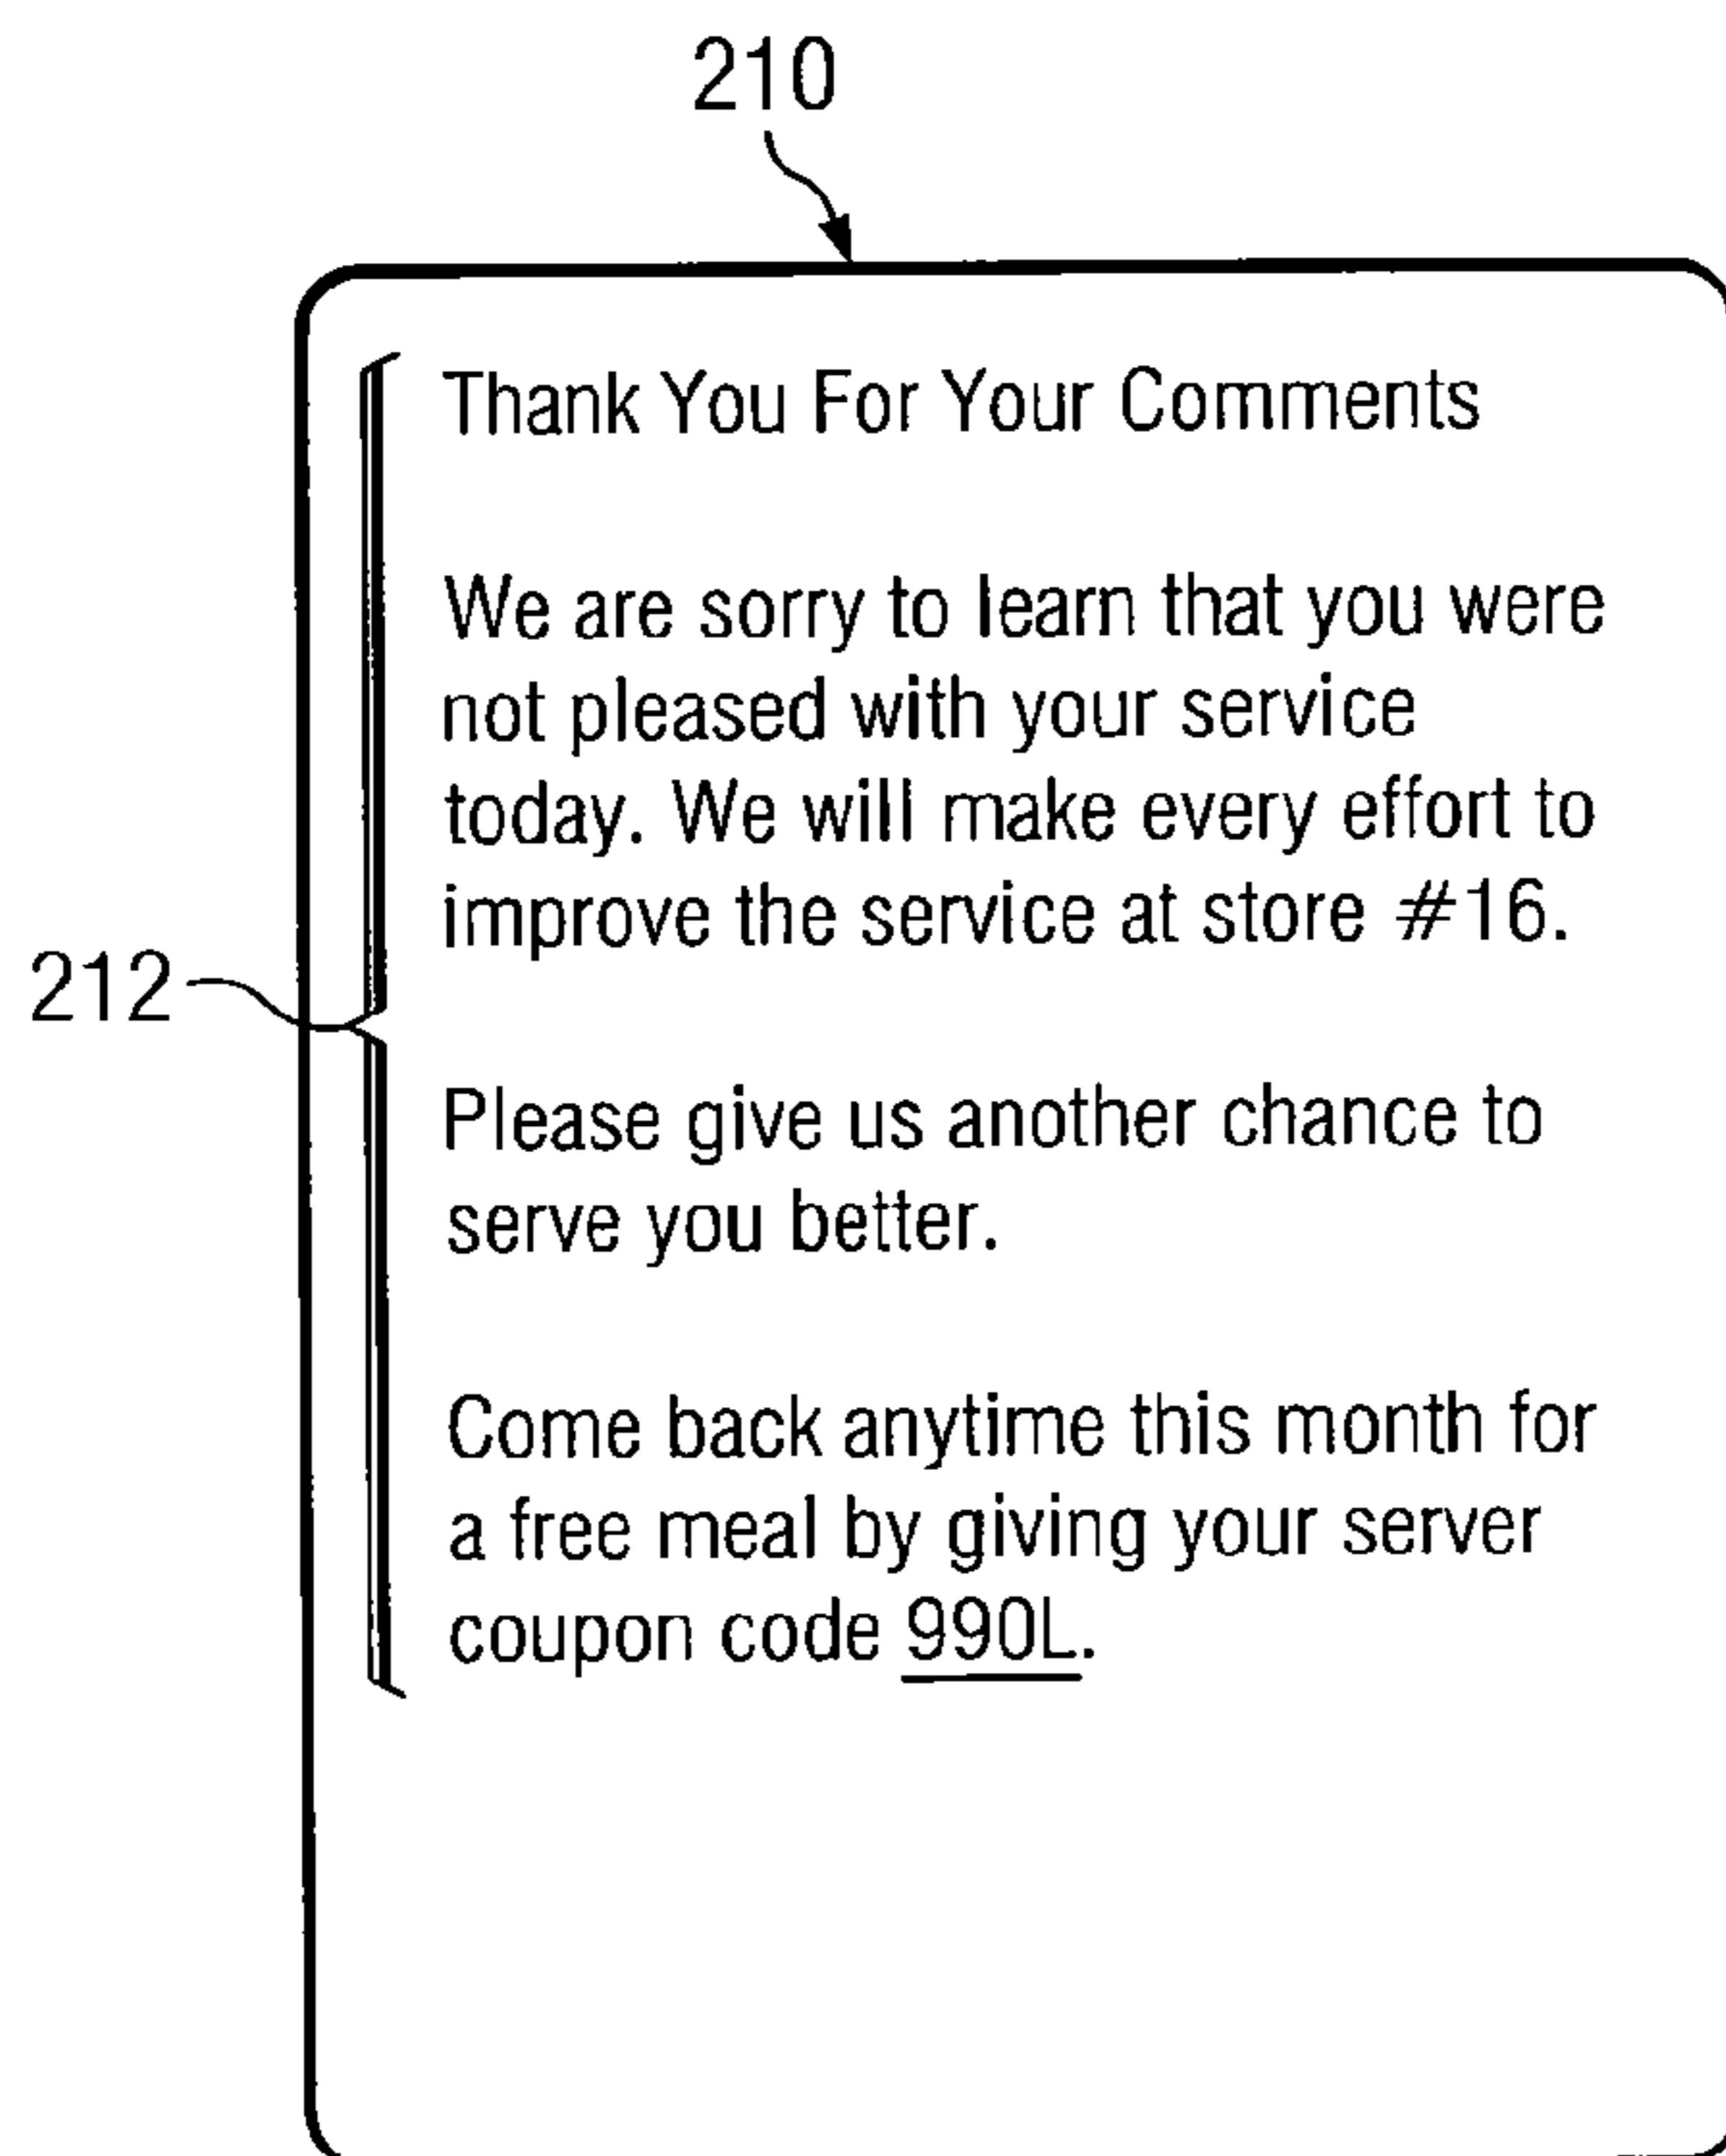 210
Thank You For Your Comments
We are sorry to learn that you were
not pleased with your service
today. We will make every effort to
improve the service at store #16.
212
Please give us another chance to
serve you better.
Come back anytime this month for
a free meal by giving your server
coupon code 990L.